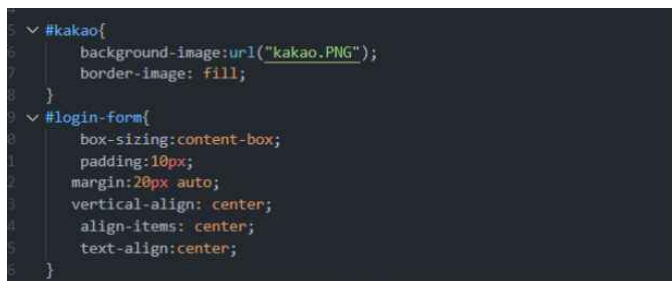 #kakao{
background-image:url("kakao.PNG");
border-image: fill;
}
#login-form{
box-sizing:content-box;
padding:10px;
margin:20px auto;
vertical-align: center;
align-items: center;
text-align:center;
}